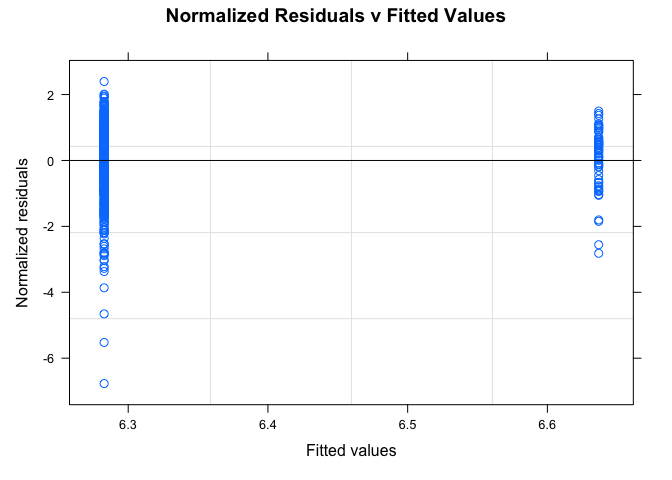 Normalized Residuals v Fitted Values
2
0
-2
-4
-6
Normalized residuals
6.3 6.4 6.5 6.6
Fitted values